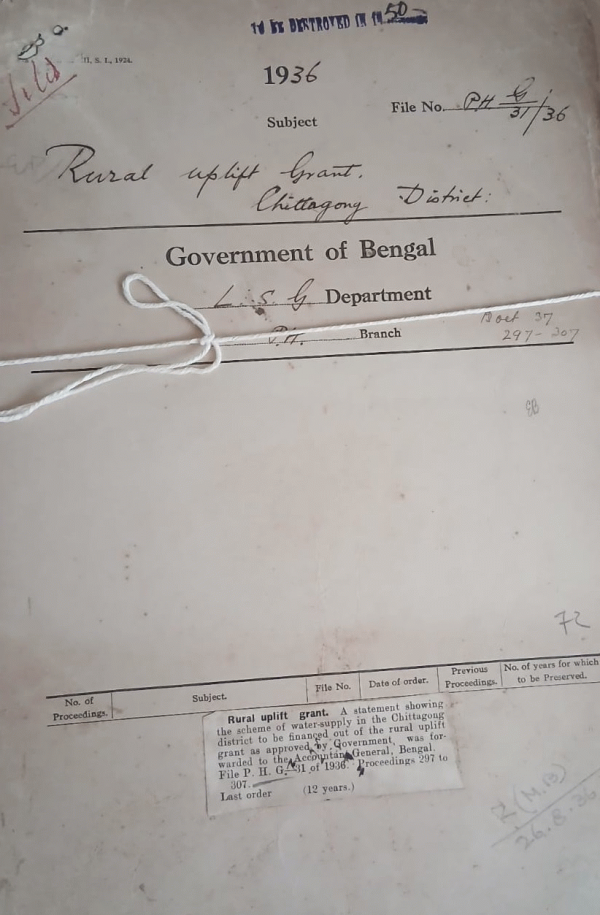 TO BE DESTROYED IN 1950
H. S. I., 1924.
1936
File No. P.H. G/31/36
Subject
Rural uplift Grant.
Chittagong District:
Government of Bengal
L. S. G Department
P.H. Branch
B Oct 37
297-307
EB
72
No. of Proceedings.
Subject.
File No.
Date of order.
Previous Proceedings.
No. of years for which to be Preserved.
Rural uplift grant. A statement showing
the scheme of water-supply in the Chittagong
district to be financed out of the rural uplift
grant as approved by Government, was for-
warded to the Accountant General, Bengal.
File P. H. G.-31 of 1936. Proceedings 297 to
307.
Last order (12 years.)
26.8.36